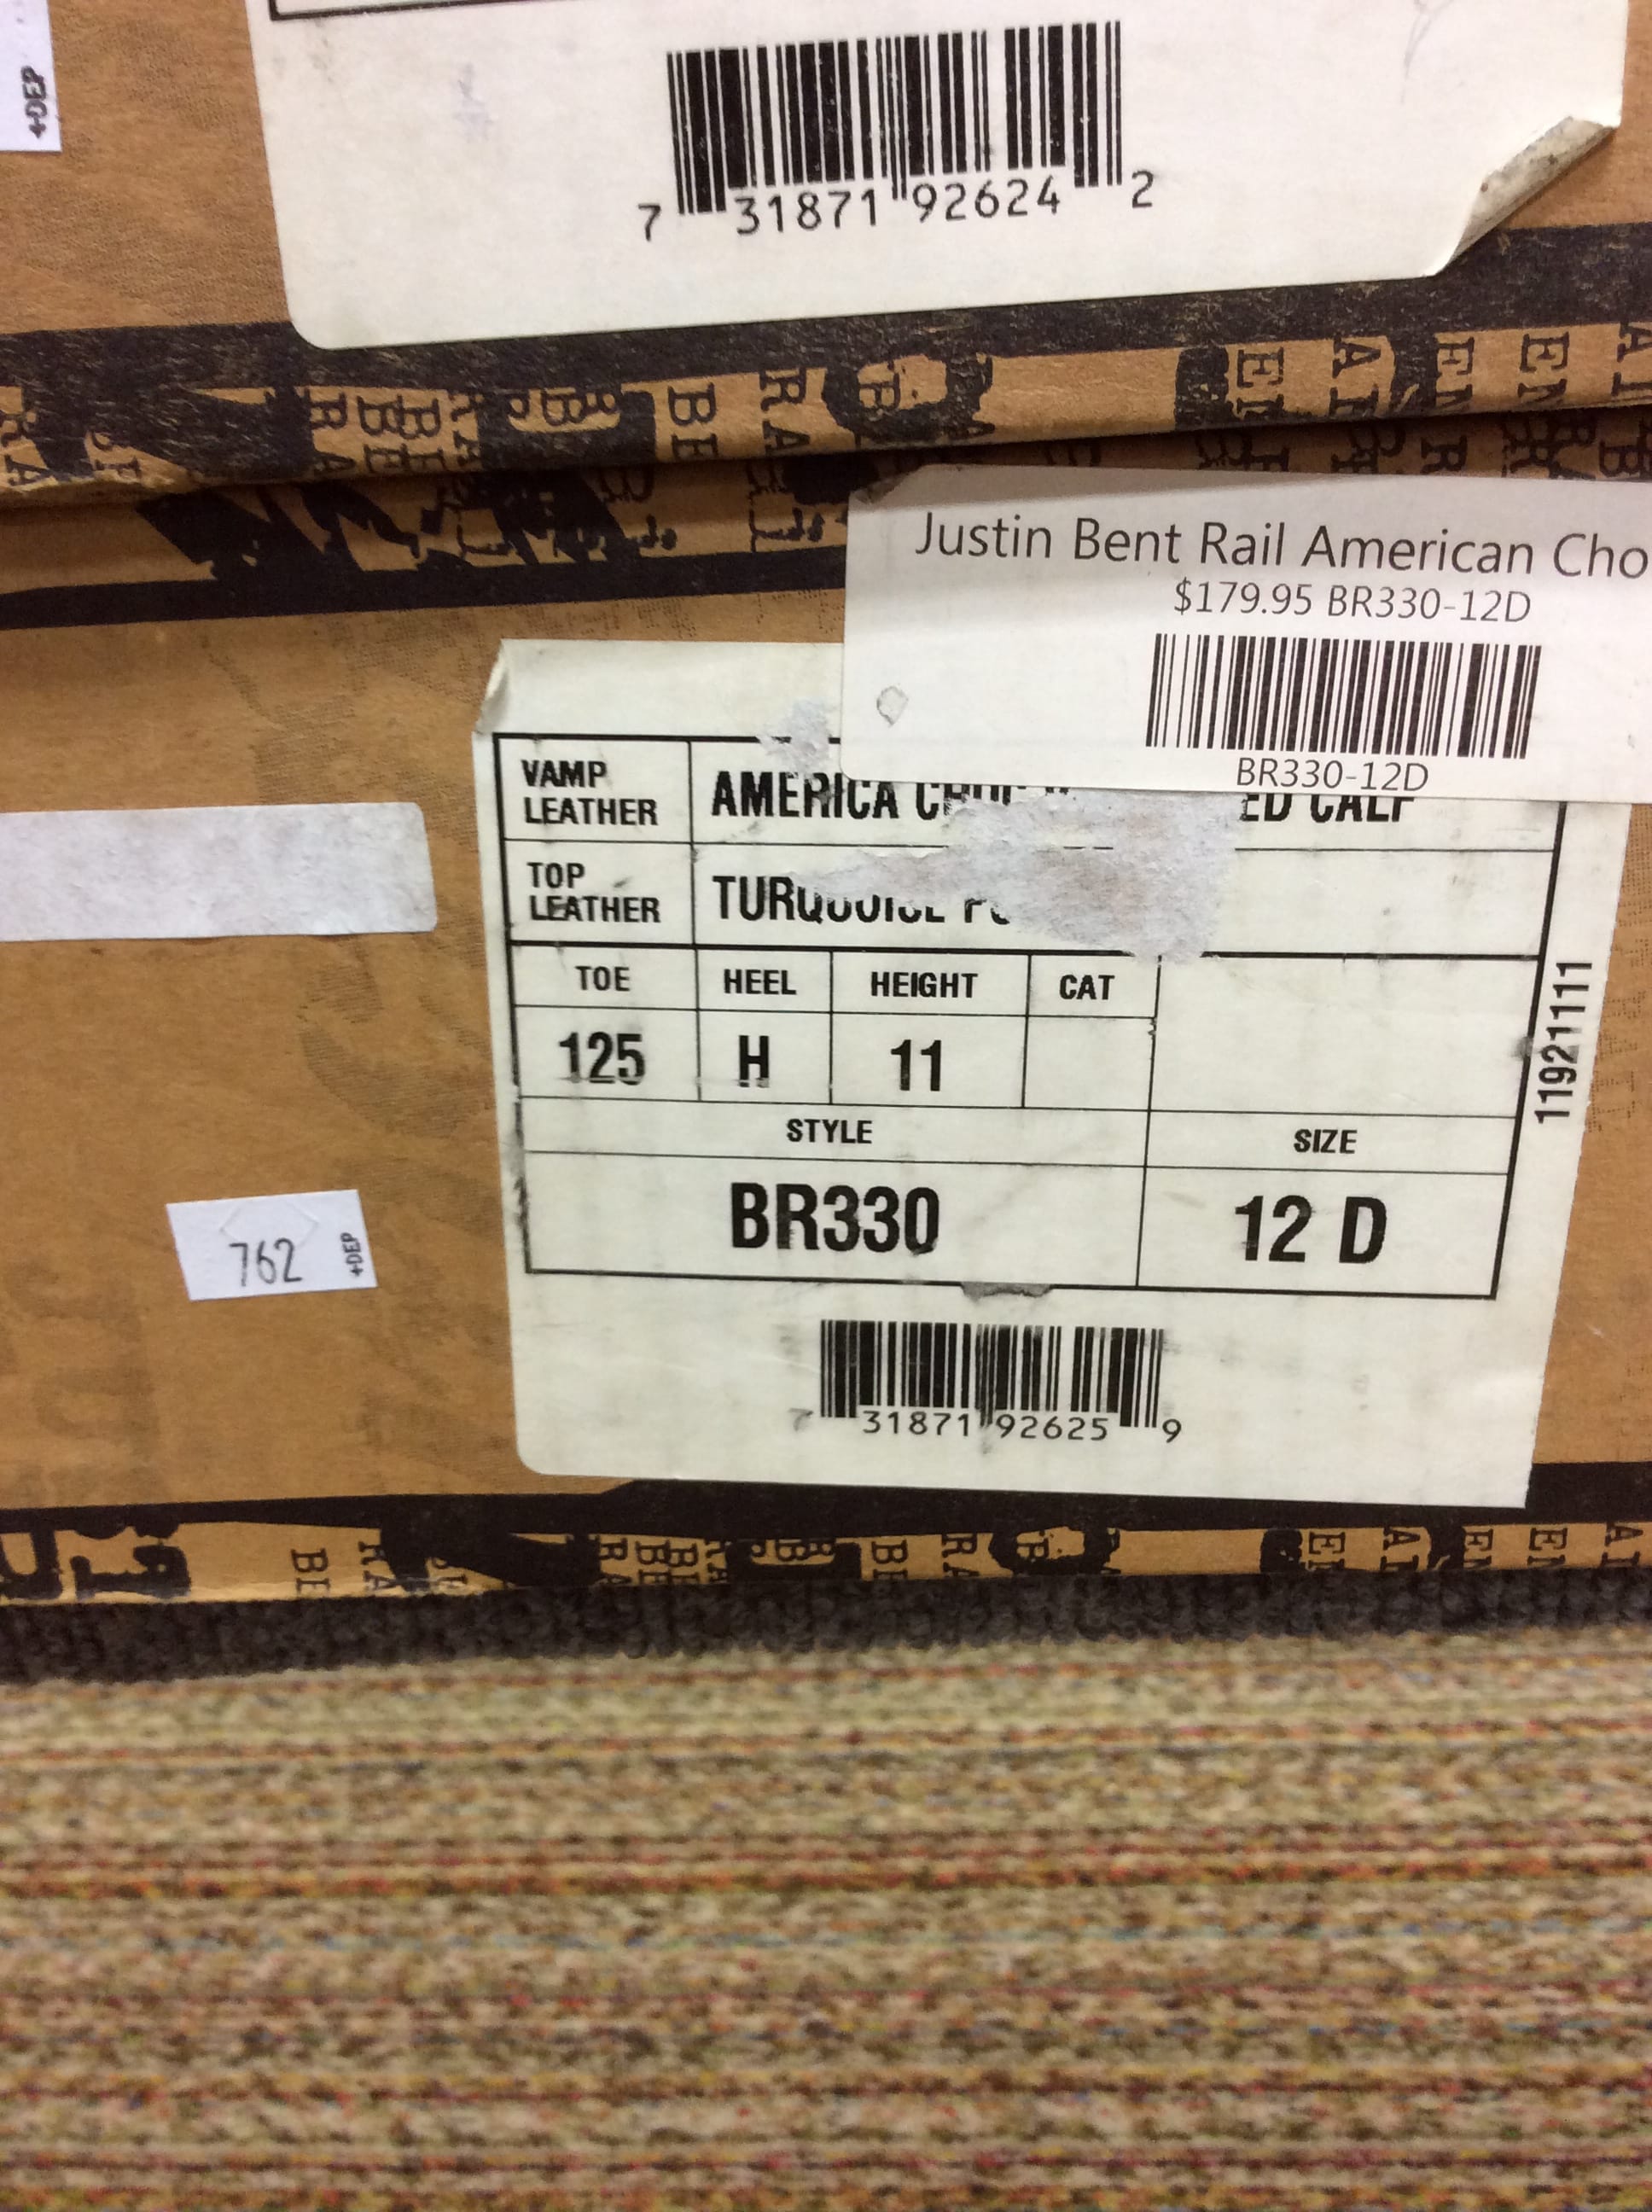 +DEP
7 31871 92624 2
Justin Bent Rail American Cho
$179.95 BR330-12D
BR330-12D
VAMP LEATHER
AMERICA
ED CALF
TOP LEATHER
TOE HEEL HEIGHT CAT
125 H 11
11921111
STYLE SIZE
BR330 12 D
762 +DEP
7 31871 92625 9